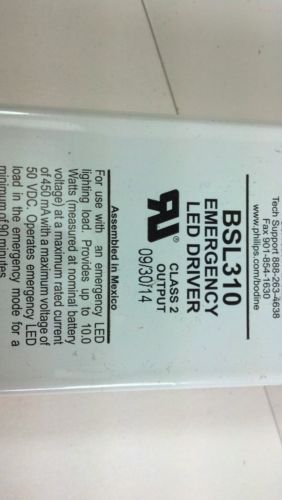 Tech Support 888-263-4638
Fax 901-854-1630
www.philips.com/bodine
BSL310
EMERGENCY
LED DRIVER
CLASS 2
OUTPUT
09/30/14
Assembled in Mexico
For use with an emergency LED
lighting load. Provides up to 10.0
Watts (measured at nominal battery
voltage) at a maximum rated current
of 450 mA with a maximum voltage of
50 VDC. Operates emergency LED
load in the emergency mode for a
minimum of 90 minutes.